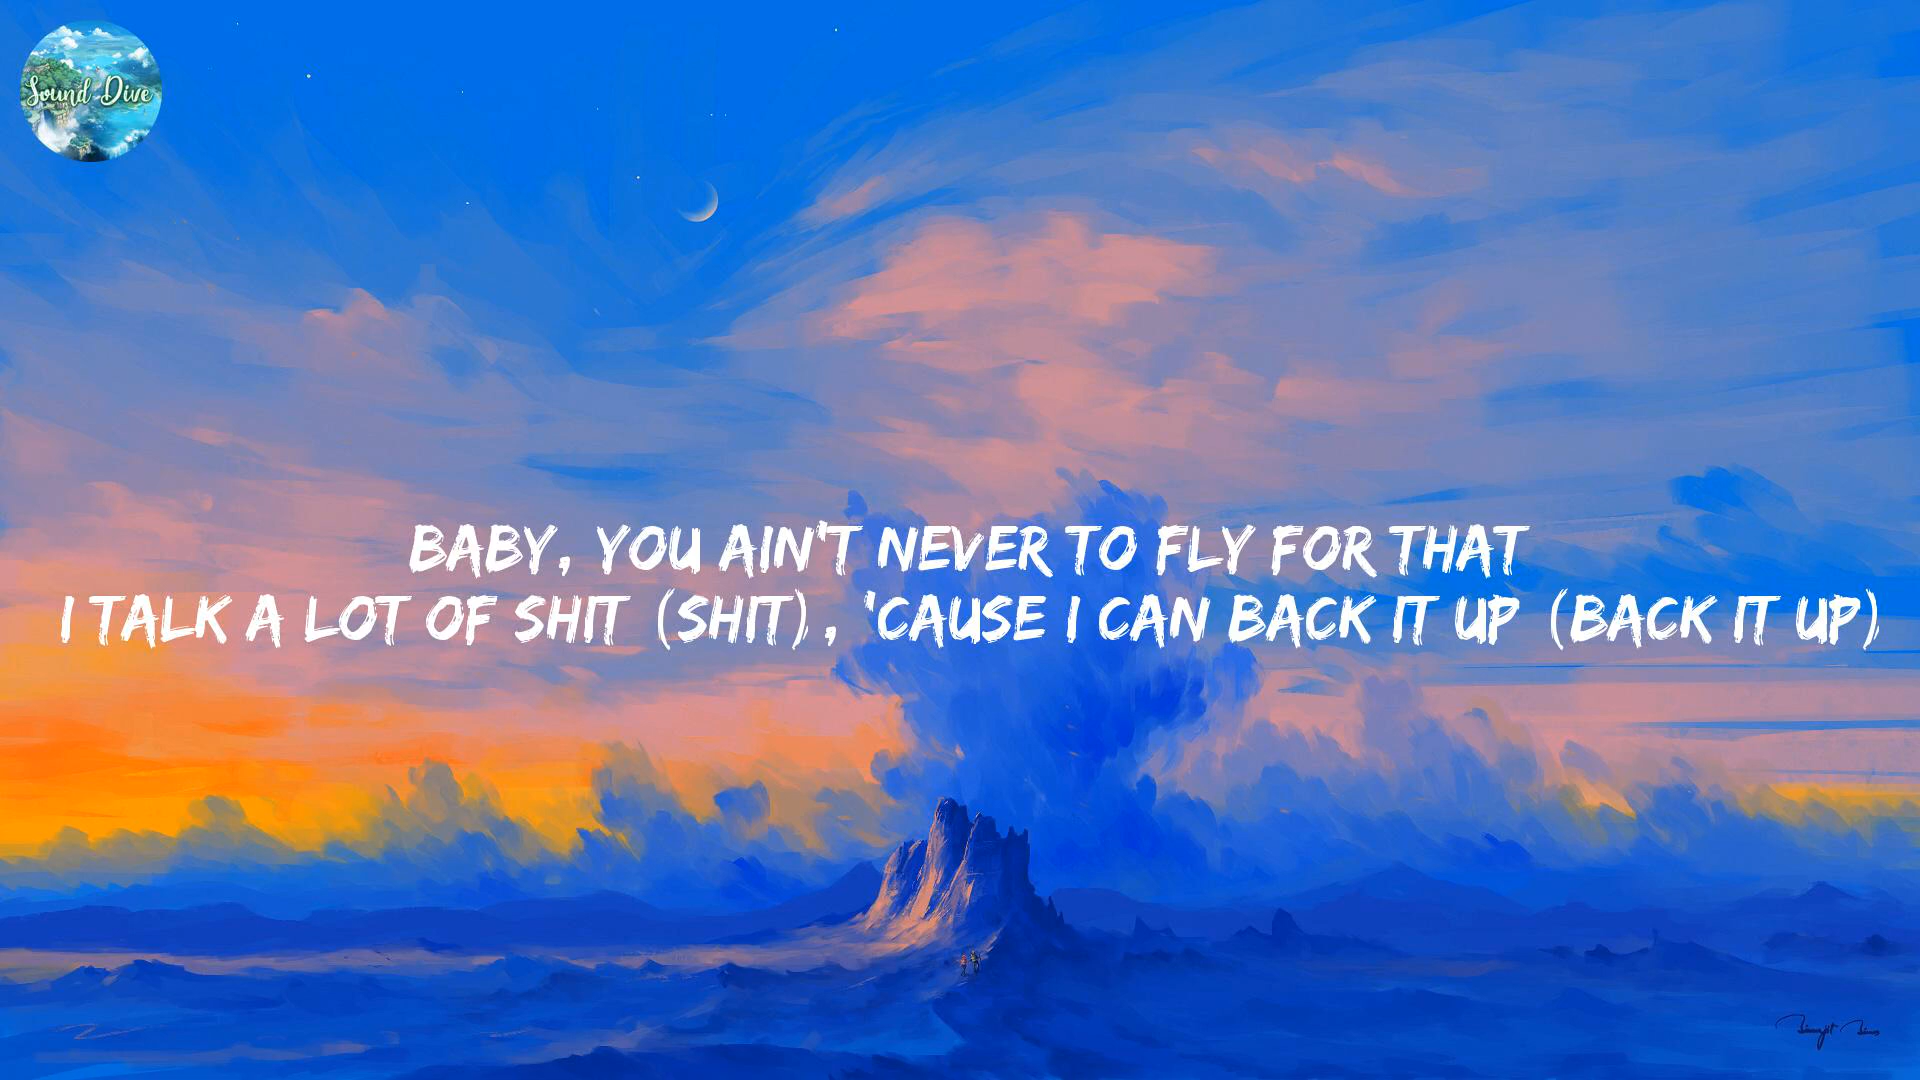 Sound Dive
BABY, YOU AIN'T NEVER TO FLY FOR THAT
I TALK A LOT OF SHIT (SHIT), 'CAUSE I CAN BACK IT UP (BACK IT UP)